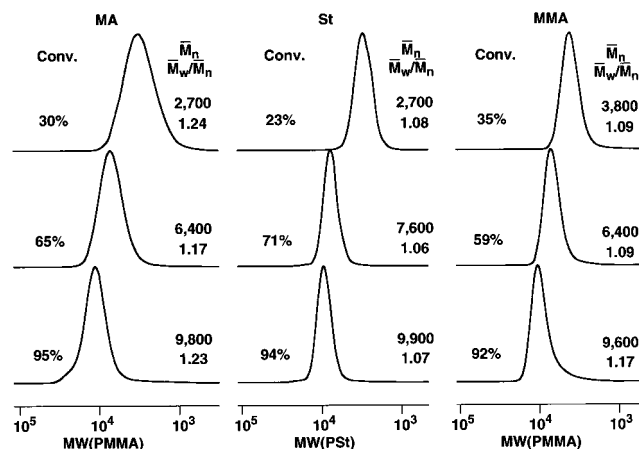 MA
Conv.
M̅n
M̅w/M̅n
30%
2,700
1.24
65%
6,400
1.17
95%
9,800
1.23
10⁵ 10⁴ 10³
MW(PMMA)
St
Conv.
M̅n
M̅w/M̅n
23%
2,700
1.08
71%
7,600
1.06
94%
9,900
1.07
10⁵ 10⁴ 10³
MW(PSt)
MMA
Conv.
M̅n
M̅w/M̅n
35%
3,800
1.09
59%
6,400
1.09
92%
9,600
1.17
10⁵ 10⁴ 10³
MW(PMMA)